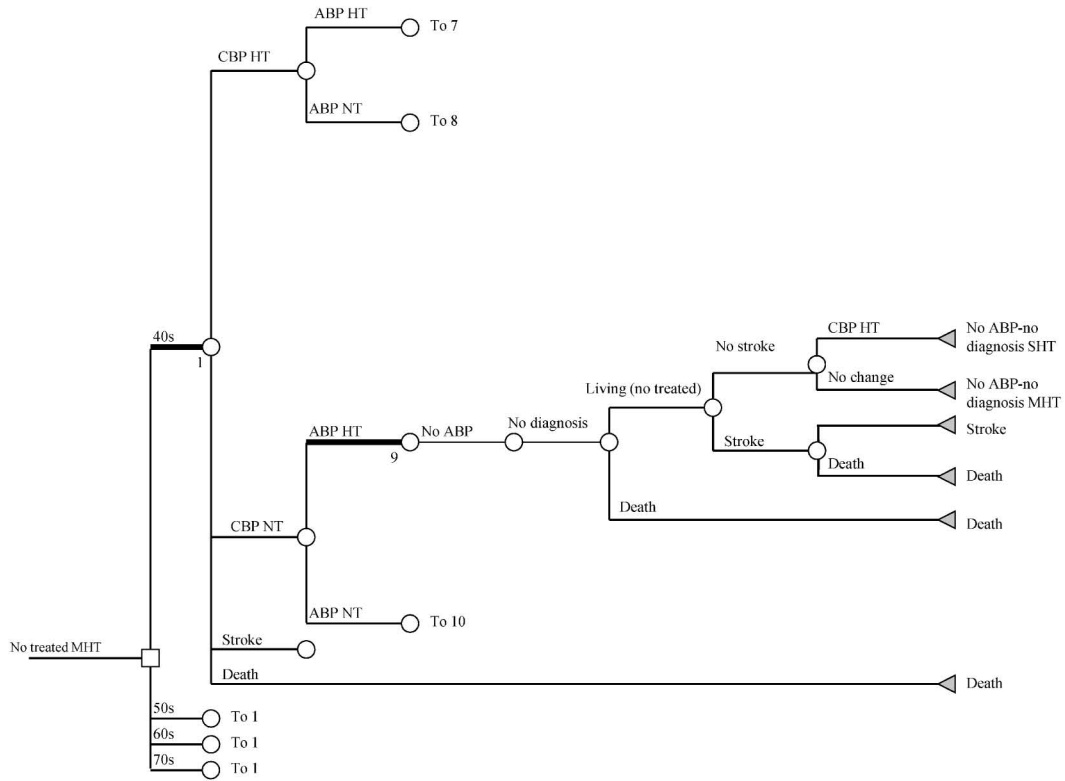 ABP HT
To 7
CBP HT
ABP NT
To 8
40s
1
CBP HT
No ABP-no
diagnosis SHT
No stroke
No change
No ABP-no
diagnosis MHT
Living (no treated)
ABP HT
9
No ABP
No diagnosis
Stroke
Stroke
Death
Death
Death
Death
CBP NT
ABP NT
To 10
No treated MHT
Stroke
Death
Death
50s
To 1
60s
To 1
70s
To 1